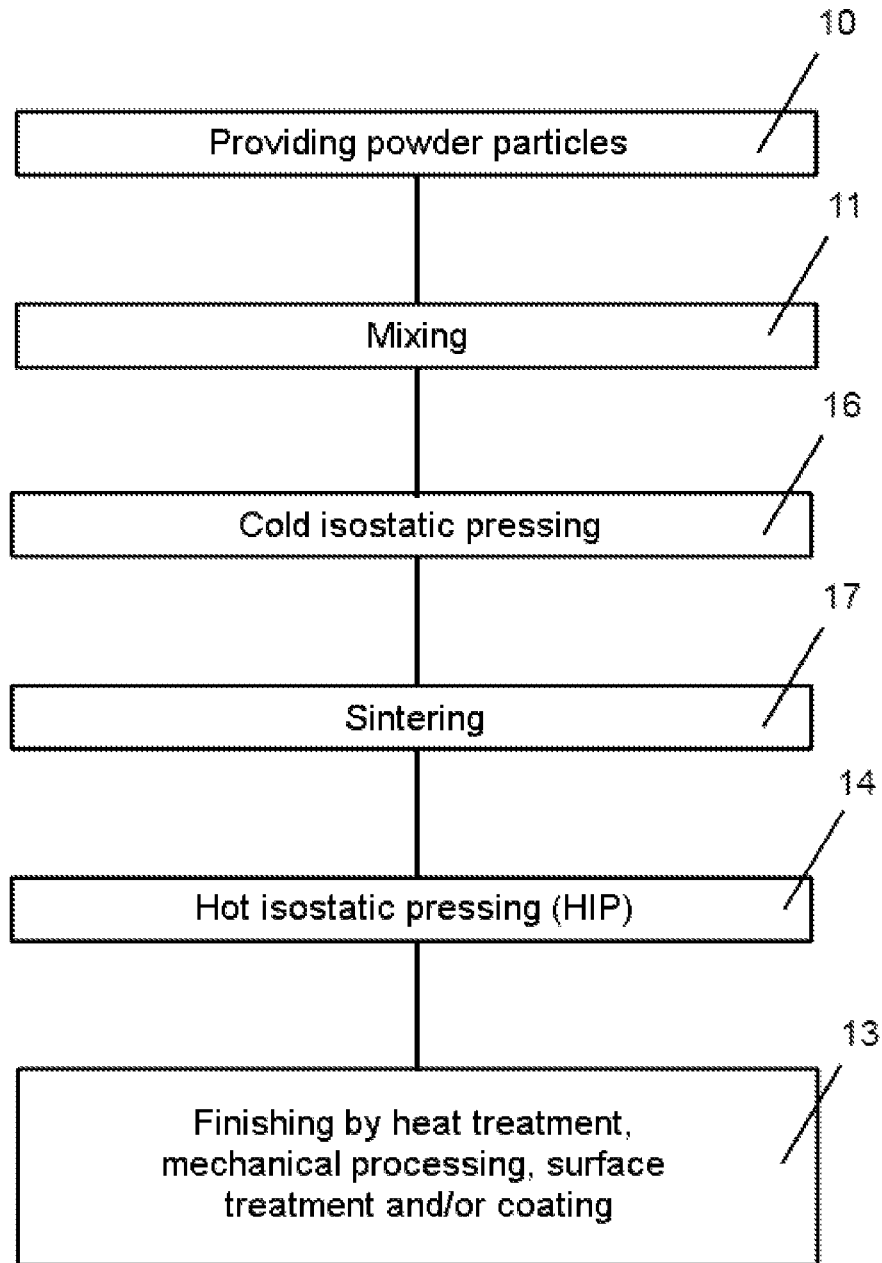 10
Providing powder particles
11
Mixing
16
Cold isostatic pressing
17
Sintering
14
Hot isostatic pressing (HIP)
13
Finishing by heat treatment,
mechanical processing, surface
treatment and/or coating